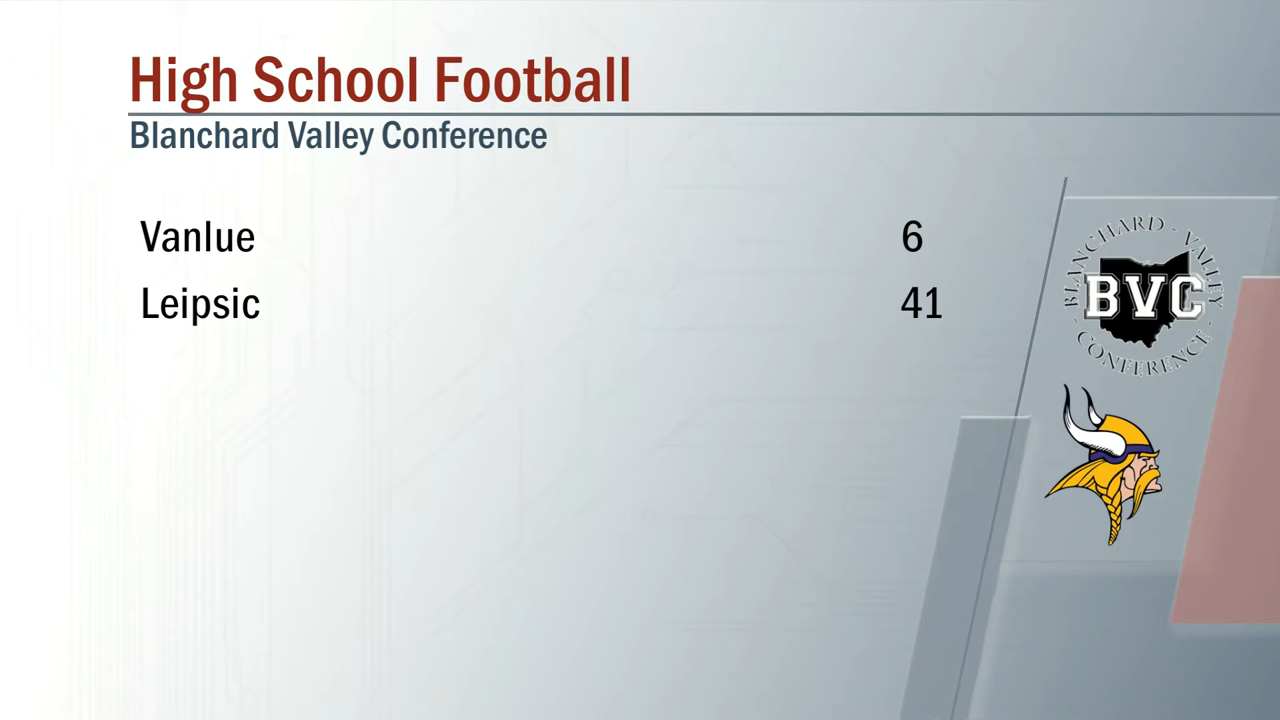 High School Football
Blanchard Valley Conference
Vanlue 6
Leipsic 41
BLANCHARD - VALLEY
BVC
- CONFERENCE -